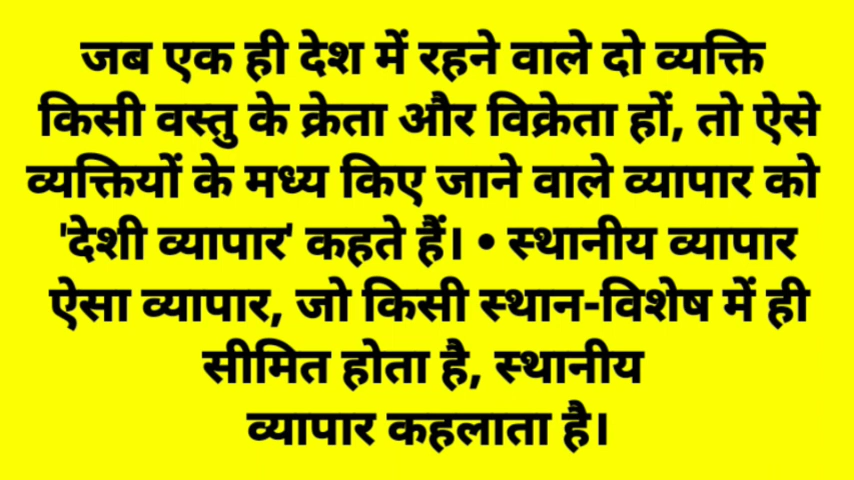 जब एक ही देश में रहने वाले दो व्यक्ति
किसी वस्तु के क्रेता और विक्रेता हों, तो ऐसे
व्यक्तियों के मध्य किए जाने वाले व्यापार को
'देशी व्यापार' कहते हैं। • स्थानीय व्यापार
ऐसा व्यापार, जो किसी स्थान-विशेष में ही
सीमित होता है, स्थानीय
व्यापार कहलाता है।